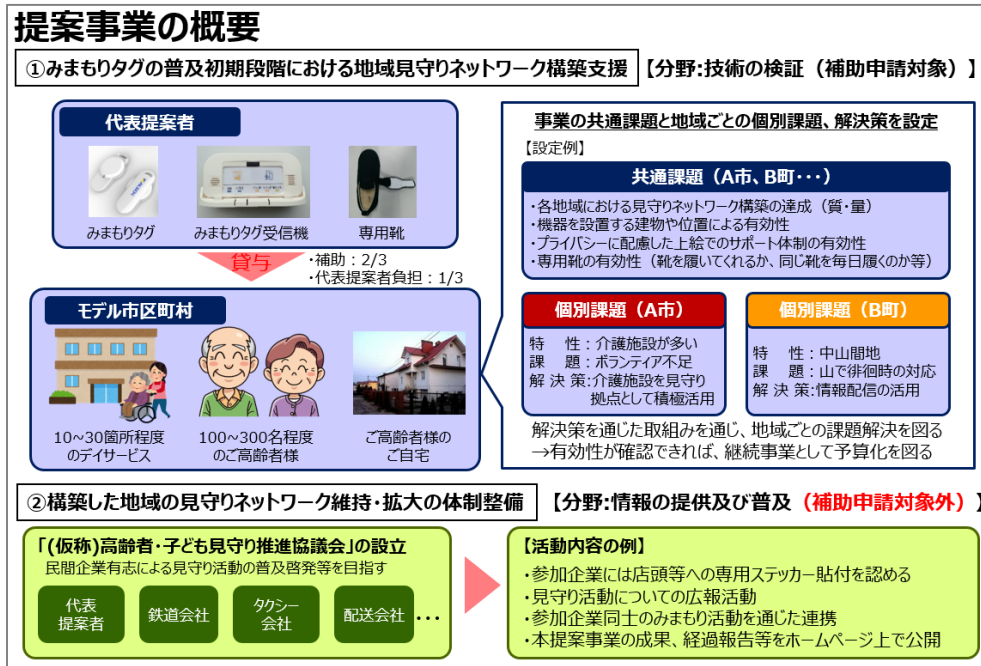 提案事業の概要
①みまもりタグの普及初期段階における地域見守りネットワーク構築支援
【分野:技術の検証（補助申請対象）】
代表提案者
みまもりタグ
みまもりタグ受信機
専用靴
貸与
・補助：2/3
・代表提案者負担：1/3
モデル市区町村
10~30箇所程度
のデイサービス
100~300名程度
のご高齢者様
ご高齢者様の
ご自宅
事業の共通課題と地域ごとの個別課題、解決策を設定
【設定例】
共通課題（A市、B町・・・）
・各地域における見守りネットワーク構築の達成（質・量）
・機器を設置する建物や位置による有効性
・プライバシーに配慮した上絵でのサポート体制の有効性
・専用靴の有効性（靴を履いてくれるか、同じ靴を毎日履くのか等）
個別課題（A市）
特　性：介護施設が多い
課　題：ボランティア不足
解 決 策:介護施設を見守り
拠点として積極活用
個別課題（B町）
特　性：中山間地
課　題：山で徘徊時の対応
解 決 策:情報配信の活用
解決策を通じた取組みを通じ、地域ごとの課題解決を図る
→有効性が確認できれば、継続事業として予算化を図る
②構築した地域の見守りネットワーク維持・拡大の体制整備
【分野:情報の提供及び普及（補助申請対象外）】
「(仮称)高齢者・子ども見守り推進協議会」の設立
民間企業有志による見守り活動の普及啓発等を目指す
代表
提案者
鉄道会社
タクシー
会社
配送会社
・・・
【活動内容の例】
・参加企業には店頭等への専用ステッカー貼付を認める
・見守り活動についての広報活動
・参加企業同士のみまもり活動を通じた連携
・本提案事業の成果、経過報告等をホームページ上で公開